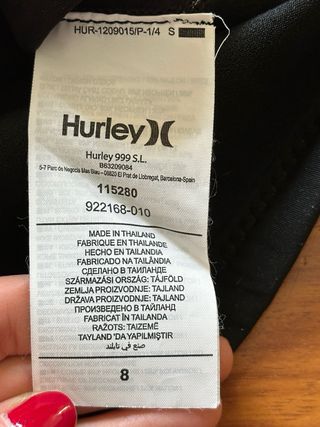 HUR-1209015/P-1/4 S
Hurley
Hurley 999 S.L.
B63209084
5-7 Parc de Negocis Mas Blau - 08820 El Prat de Llobregat, Barcelona-Spain
115280
922168-010
MADE IN THAILAND
FABRIQUE EN THAILANDE
HECHO EN TAILANDIA
FABRICADO NA TAILÂNDIA
СДЕЛАНО В ТАИЛАНДЕ
SZÁRMAZÁSI ORSZÁG: TÁJFÖLD
ZEMLJA PROIZVODNJE: TAJLAND
DRŽAVA PROIZVODNJE: TAJLAND
ПРОИЗВЕДЕНО В ТАЙЛАНД
FABRICAT ÎN TAILANDA
RAŽOTS: TAIZEMĒ
TAYLAND 'DA YAPILMIŞTIR
صنع في تايلند
8